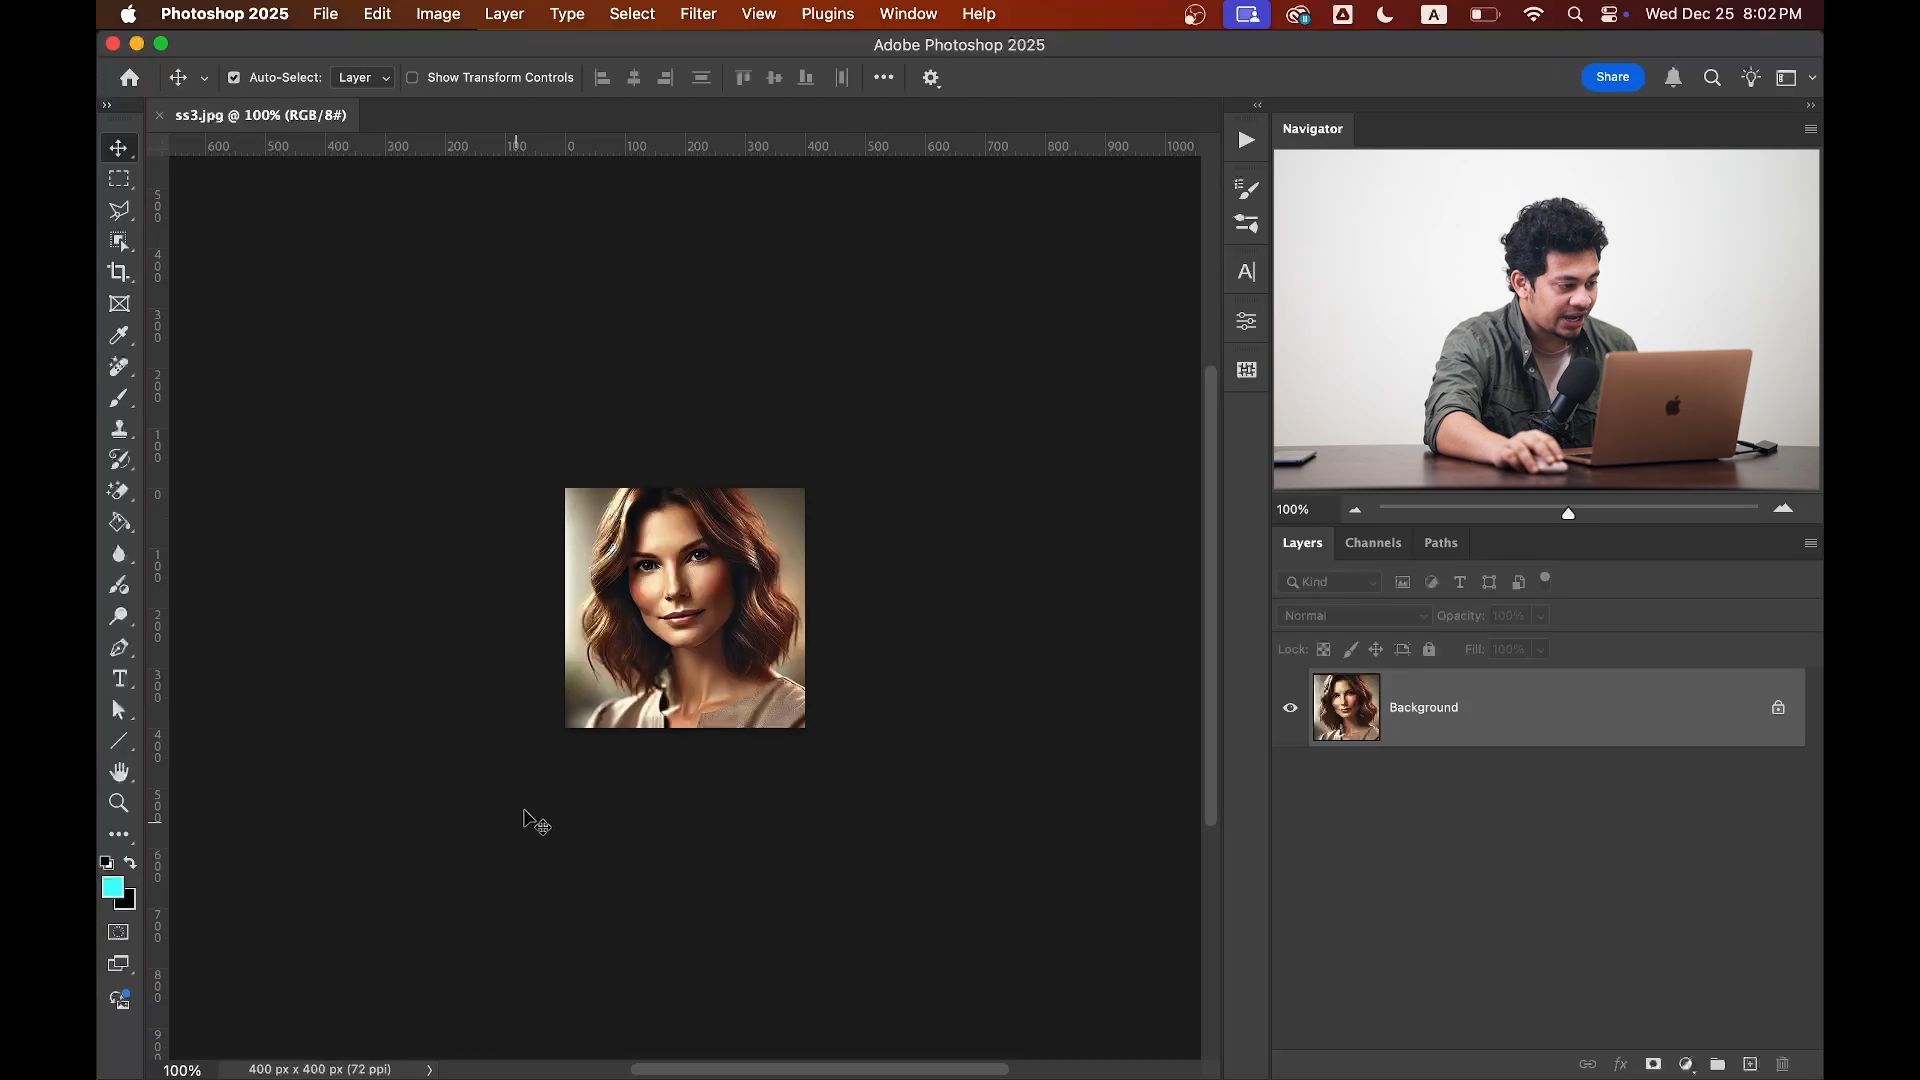 Photoshop 2025 File Edit Image Layer Type Select Filter View Plugins Window Help A Wed Dec 25 8:02 PM
Adobe Photoshop 2025
Auto-Select: Layer Show Transform Controls Share
ss3.jpg @ 100% (RGB/8#)
Navigator
600 500 400 300 200 100 0 100 200 300 400 500 600 700 800 900 1000
500
400
300
200
100
0
100
200
300
400
500
600
700
800
900
A|
100%
Layers Channels Paths
Kind
Normal Opacity: 100%
Lock: Fill: 100%
Background
fx
100% 400 px x 400 px (72 ppi)